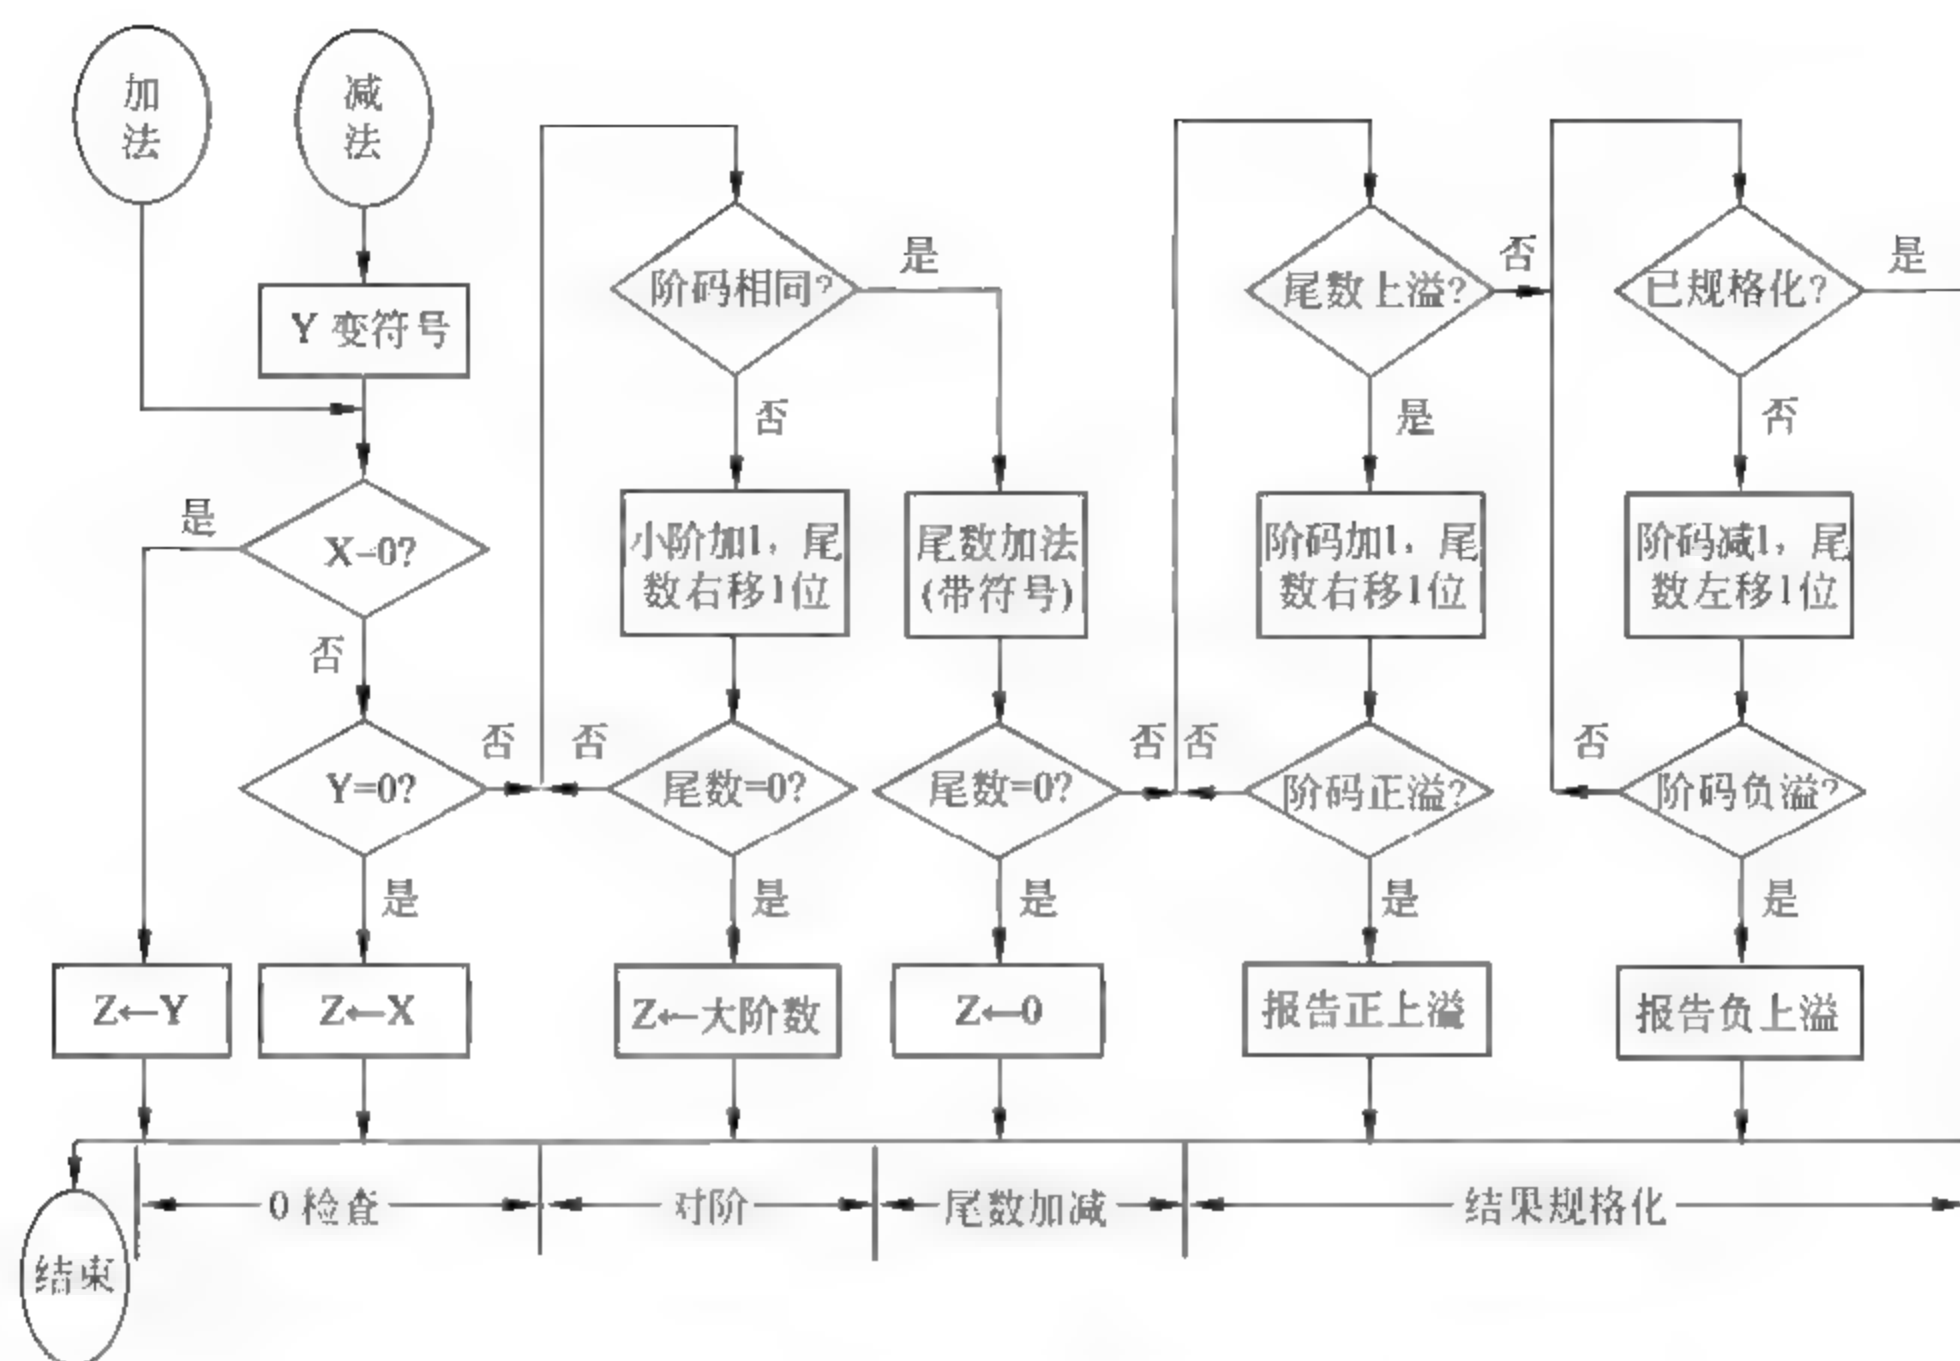 加
法
减
法
Y 变符号
X=0?
是
否
Y=0?
否
是
Z←Y
Z←X
阶码相同?
是
否
小阶加1，尾
数右移1位
尾数=0?
否
是
Z←大阶数
尾数加法
(带符号)
尾数=0?
否
是
Z←0
尾数上溢?
否
是
阶码加1，尾
数右移1位
阶码正溢?
否
是
报告正上溢
已规格化?
是
否
阶码减1，尾
数左移1位
阶码负溢?
否
是
报告负上溢
0 检查
对阶
尾数加减
结果规格化
结束